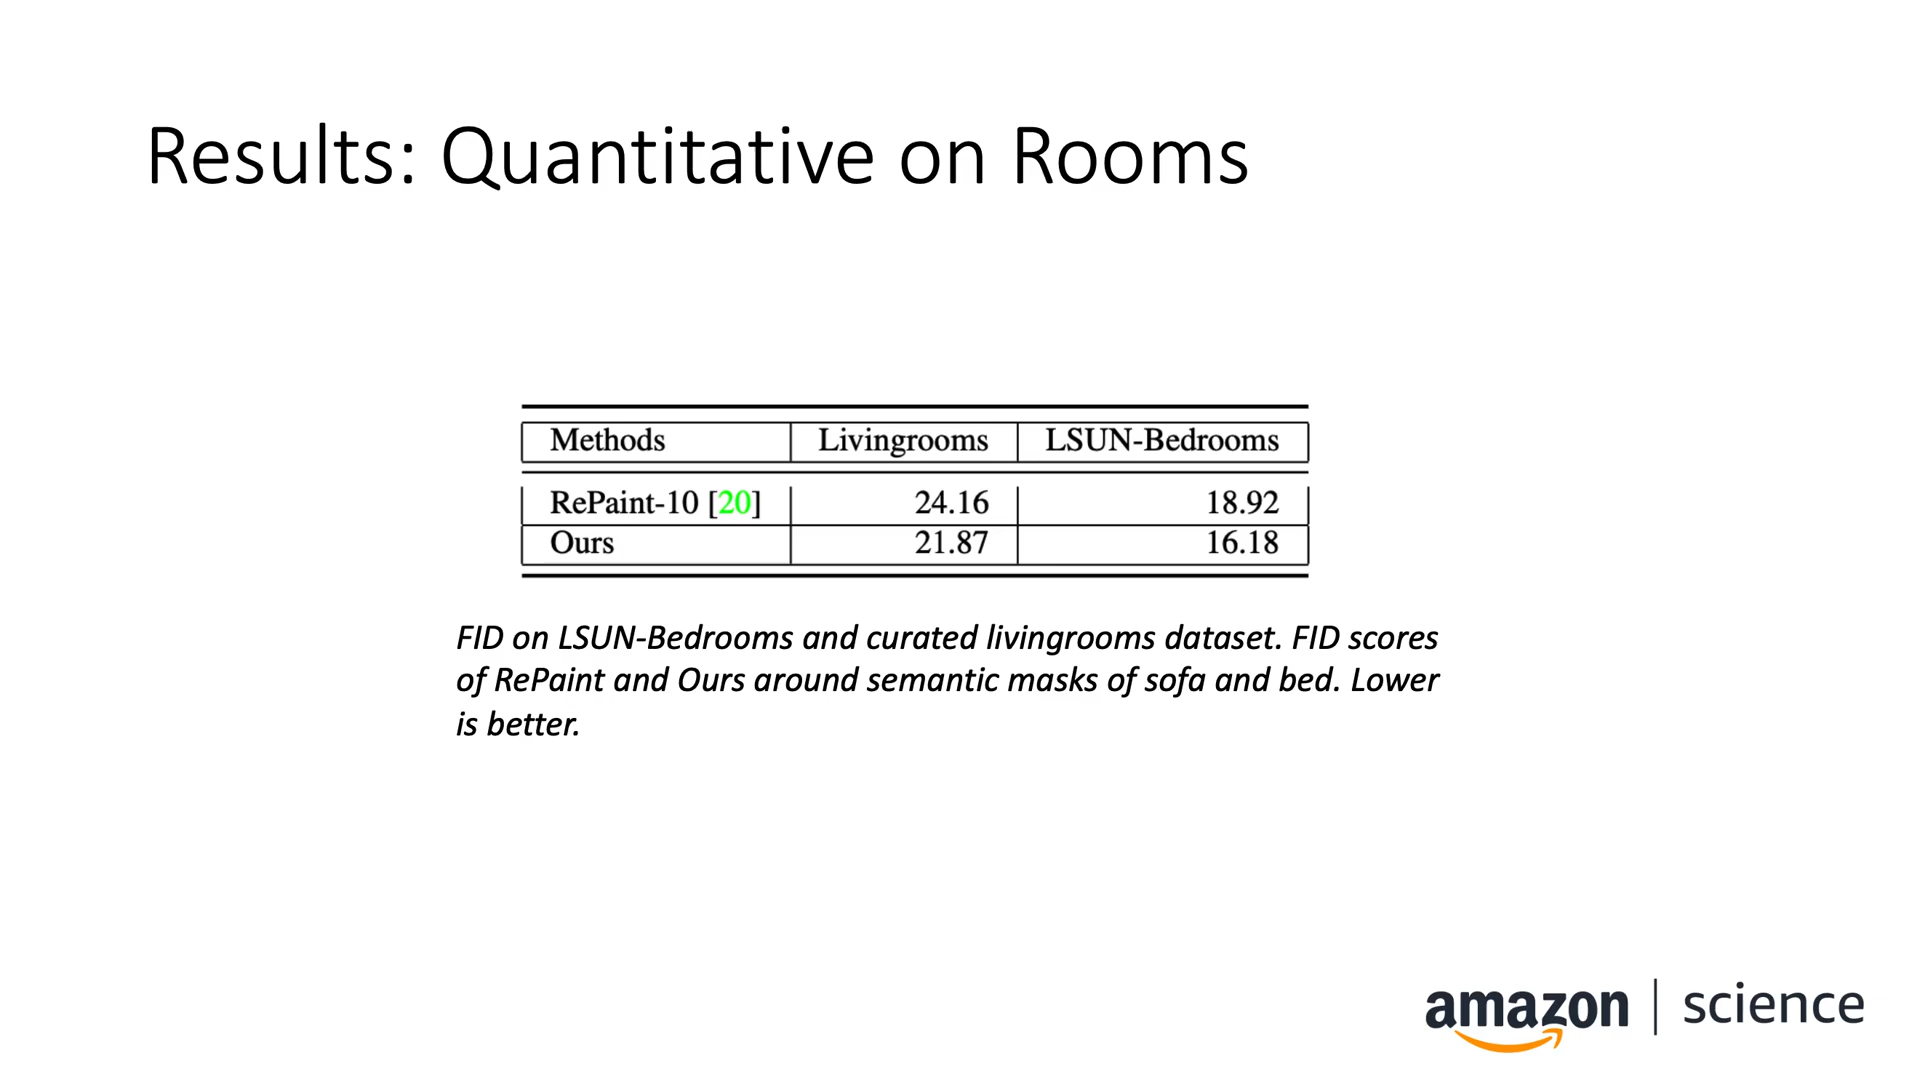 Results: Quantitative on Rooms
Methods Livingrooms LSUN-Bedrooms
RePaint-10 [20] 24.16 18.92
Ours 21.87 16.18
FID on LSUN-Bedrooms and curated livingrooms dataset. FID scores
of RePaint and Ours around semantic masks of sofa and bed. Lower
is better.
amazon | science